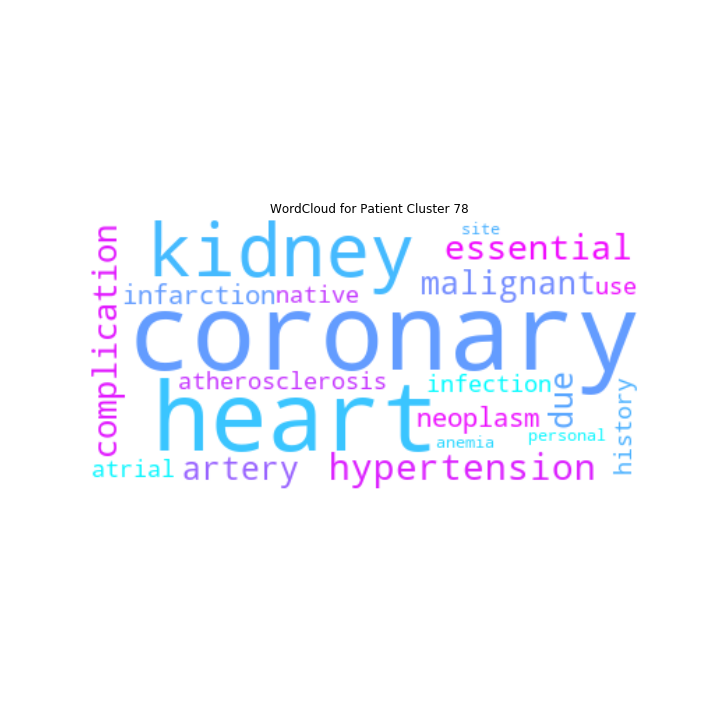 WordCloud for Patient Cluster 78
site
kidney
essential
complication
malignant
use
infarction
native
coronary
atherosclerosis
infection
due
heart
history
neoplasm
personal
anemia
atrial
artery
hypertension